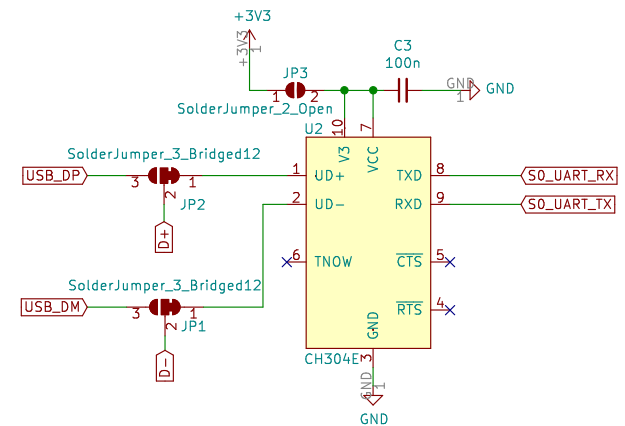 +3V3
+3V3
1
C3
100n
JP3
1
2
SolderJumper_2_Open
GND
1
GND
U2
10
7
SolderJumper_3_Bridged12
USB_DP
3
1
2
JP2
D+
1
UD+
V3
VCC
TXD
8
S0_UART_RX
2
UD-
RXD
9
S0_UART_TX
6
TNOW
CTS
5
SolderJumper_3_Bridged12
USB_DM
3
1
2
JP1
D-
RTS
4
GND
CH304E
3
GND
1
GND